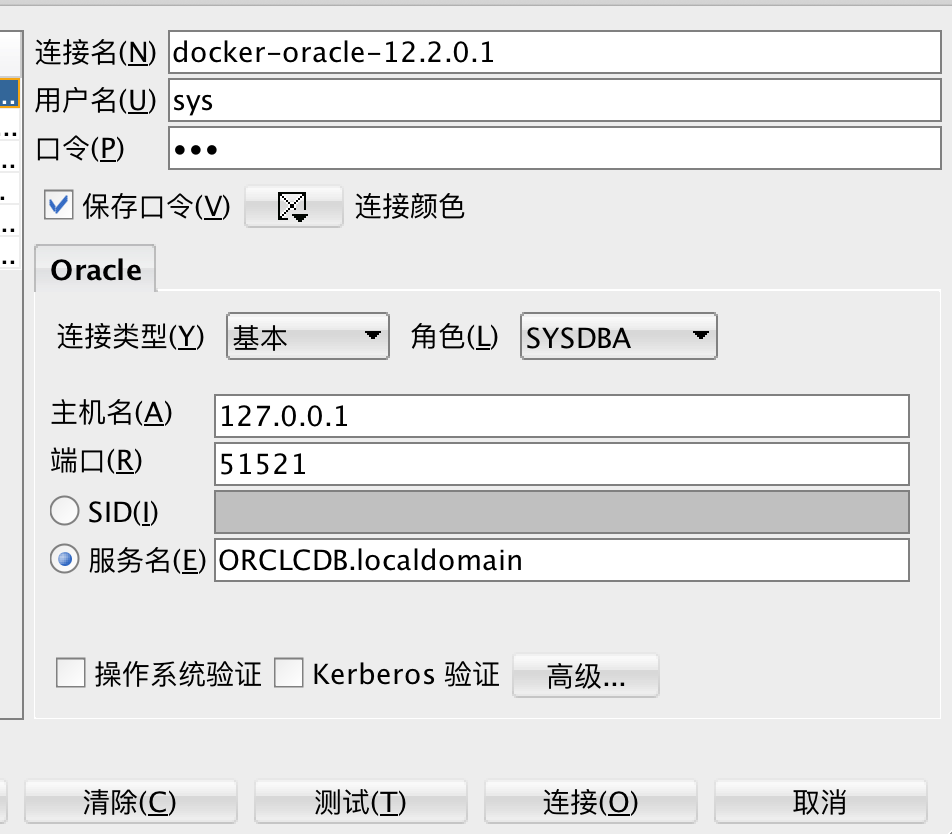 连接名(N) docker-oracle-12.2.0.1
用户名(U) sys
口令(P) •••
保存口令(V) 连接颜色
Oracle
连接类型(Y) 基本 角色(L) SYSDBA
主机名(A) 127.0.0.1
端口(R) 51521
SID(I)
服务名(E) ORCLCDB.localdomain
操作系统验证 Kerberos 验证 高级...
清除(C) 测试(T) 连接(O) 取消